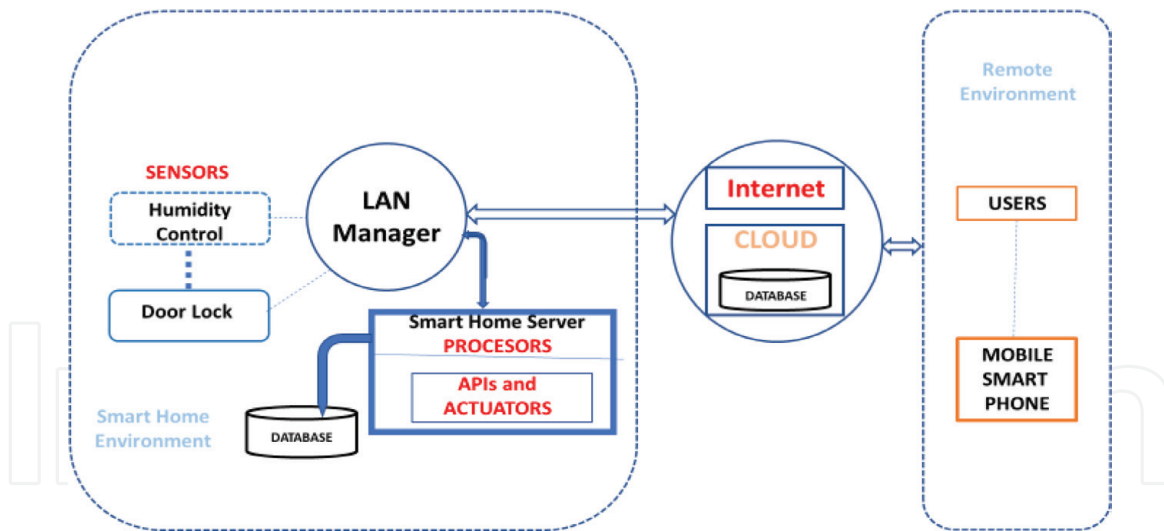 SENSORS
Humidity
Control
Door Lock
LAN
Manager
Smart Home Server
PROCESORS
APIs and
ACTUATORS
DATABASE
Smart Home
Environment
Internet
CLOUD
DATABASE
Remote
Environment
USERS
MOBILE
SMART
PHONE